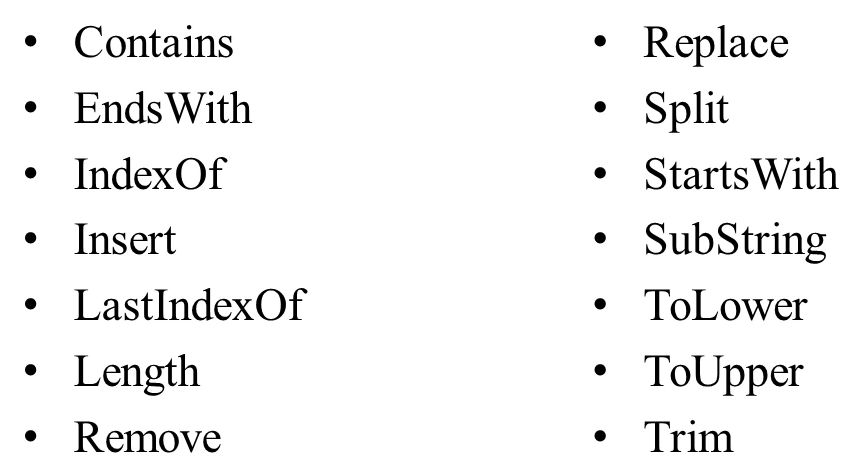 • Contains
• EndsWith
• IndexOf
• Insert
• LastIndexOf
• Length
• Remove
• Replace
• Split
• StartsWith
• SubString
• ToLower
• ToUpper
• Trim